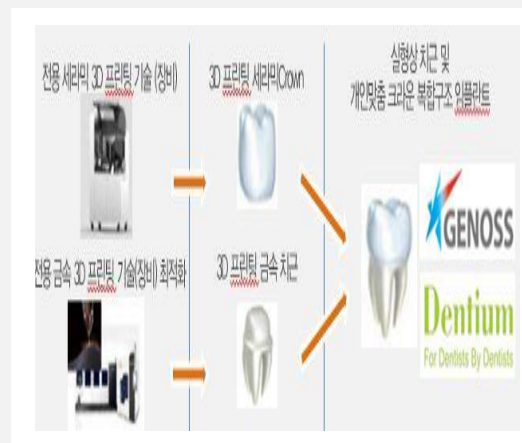 전용 세라믹 3D 프린팅 기술 (장비)
3D 프린팅 세라믹Crown
실형상 치근 및
개인맞춤 크라운 복합구조 임플란트
GENOSS
전용 금속 3D 프린팅 기술(장비) 최적화
3D 프린팅 금속 치근
Dentium
For Dentists By Dentists